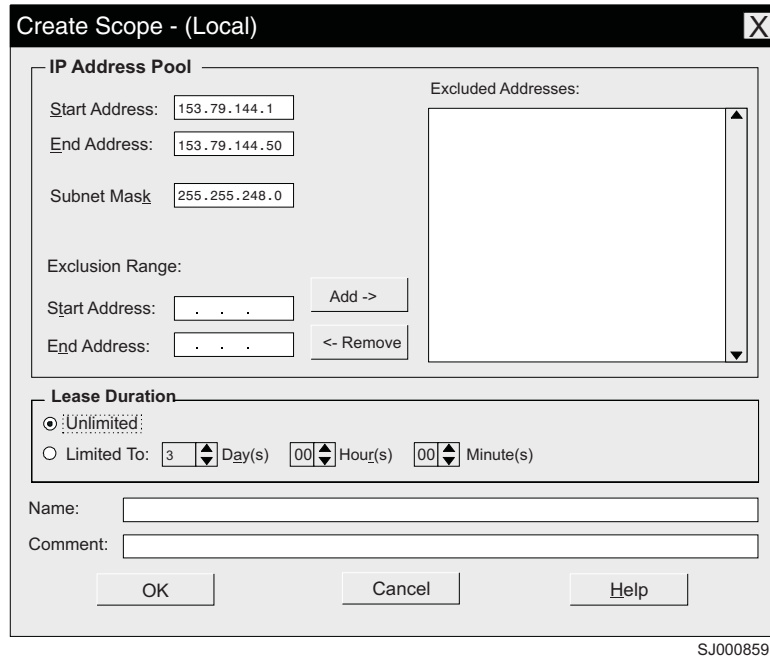 Create Scope - (Local) X
IP Address Pool
Start Address: 153.79.144.1
End Address: 153.79.144.50
Subnet Mask 255.255.248.0
Excluded Addresses:
Exclusion Range:
Start Address: . . .
End Address: . . .
Add ->
<- Remove
Lease Duration
Unlimited
Limited To: 3 Day(s) 00 Hour(s) 00 Minute(s)
Name:
Comment:
OK Cancel Help
SJ000859